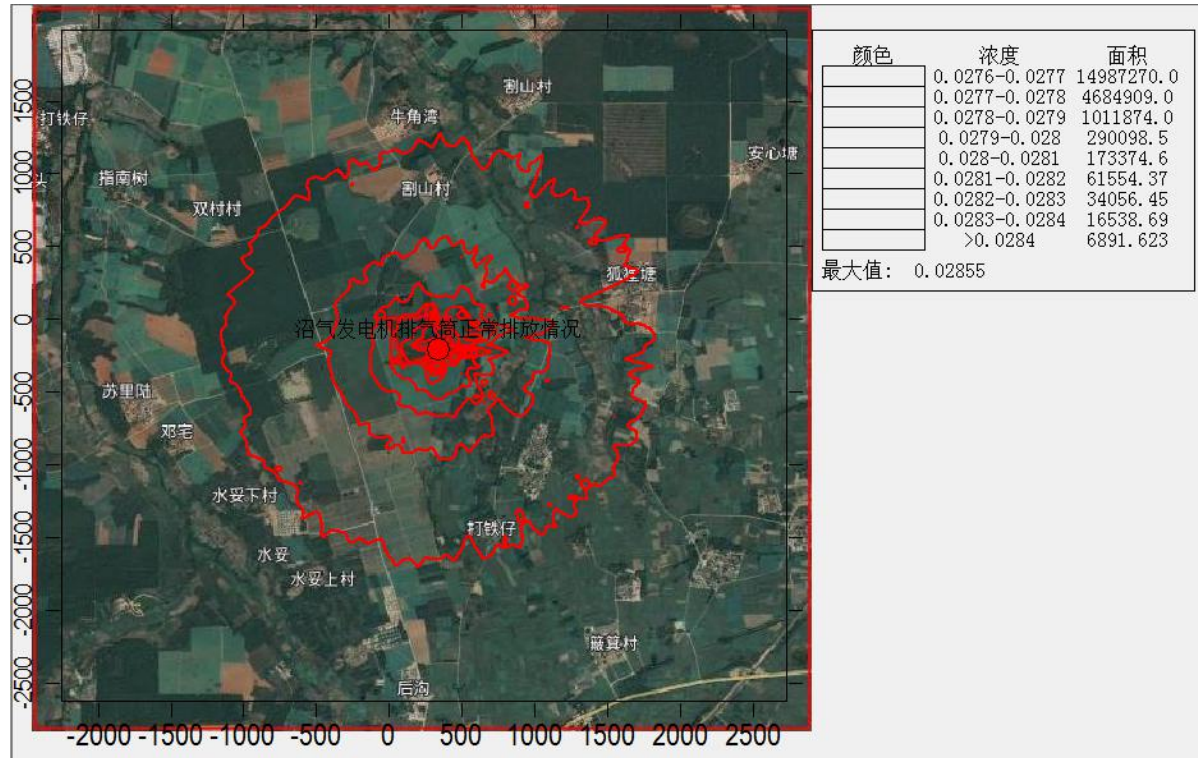 颜色 浓度 面积
0.0276-0.0277 14987270.0
0.0277-0.0278 4684909.0
0.0278-0.0279 1011874.0
0.0279-0.028 290098.5
0.028-0.0281 173374.6
0.0281-0.0282 61554.37
0.0282-0.0283 34056.45
0.0283-0.0284 16538.69
>0.0284 6891.623
最大值: 0.02855
割山村
牛角湾
打铁仔
安心塘
头
指南树
割山村
双村村
狐狸塘
沼气发电机排气筒正常排放情况
苏里陆
邓宅
水妥下村
打铁仔
水妥
水妥上村
簸箕村
后沟
1500
1000
500
0
-500
-1000
-1500
-2000
-2500
-2000 -1500 -1000 -500 0 500 1000 1500 2000 2500